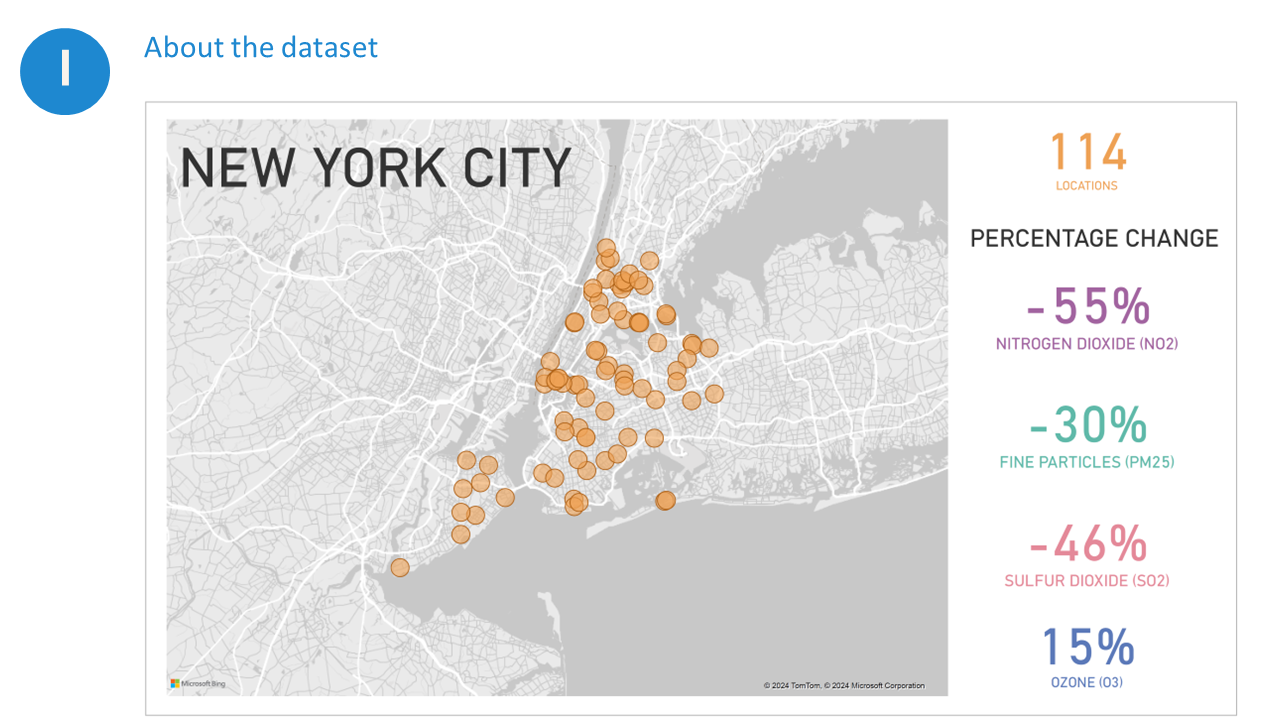 I
About the dataset
NEW YORK CITY
114
LOCATIONS
PERCENTAGE CHANGE
-55%
NITROGEN DIOXIDE (NO2)
-30%
FINE PARTICLES (PM25)
-46%
SULFUR DIOXIDE (SO2)
15%
OZONE (O3)
Microsoft Bing
© 2024 TomTom, © 2024 Microsoft Corporation